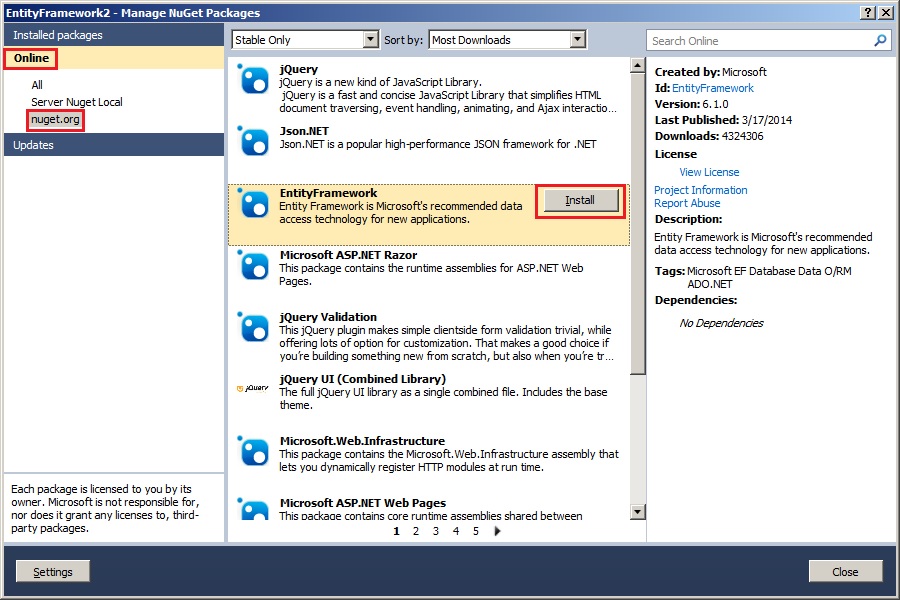 EntityFramework2 - Manage NuGet Packages
Installed packages
Online
All
Server Nuget Local
nuget.org
Updates
Each package is licensed to you by its
owner. Microsoft is not responsible for,
nor does it grant any licenses to, third-
party packages.
Stable Only
Sort by:
Most Downloads
jQuery
jQuery is a new kind of JavaScript Library.
jQuery is a fast and concise JavaScript Library that simplifies HTML
document traversing, event handling, animating, and Ajax interactio...
Json.NET
Json.NET is a popular high-performance JSON framework for .NET
EntityFramework
Entity Framework is Microsoft's recommended data
access technology for new applications.
Install
Microsoft ASP.NET Razor
This package contains the runtime assemblies for ASP.NET Web
Pages.
jQuery Validation
This jQuery plugin makes simple clientside form validation trivial, while
offering lots of option for customization. That makes a good choice if
you’re building something new from scratch, but also when you’re tr...
jQuery
jQuery UI (Combined Library)
The full jQuery UI library as a single combined file. Includes the base
theme.
Microsoft.Web.Infrastructure
This package contains the Microsoft.Web.Infrastructure assembly that
lets you dynamically register HTTP modules at run time.
Microsoft ASP.NET Web Pages
This package contains core runtime assemblies shared between
1 2 3 4 5
Search Online
Created by: Microsoft
Id: EntityFramework
Version: 6.1.0
Last Published: 3/17/2014
Downloads: 4324306
License
View License
Project Information
Report Abuse
Description:
Entity Framework is Microsoft's recommended
data access technology for new applications.
Tags: Microsoft EF Database Data O/RM
ADO.NET
Dependencies:
No Dependencies
Settings
Close